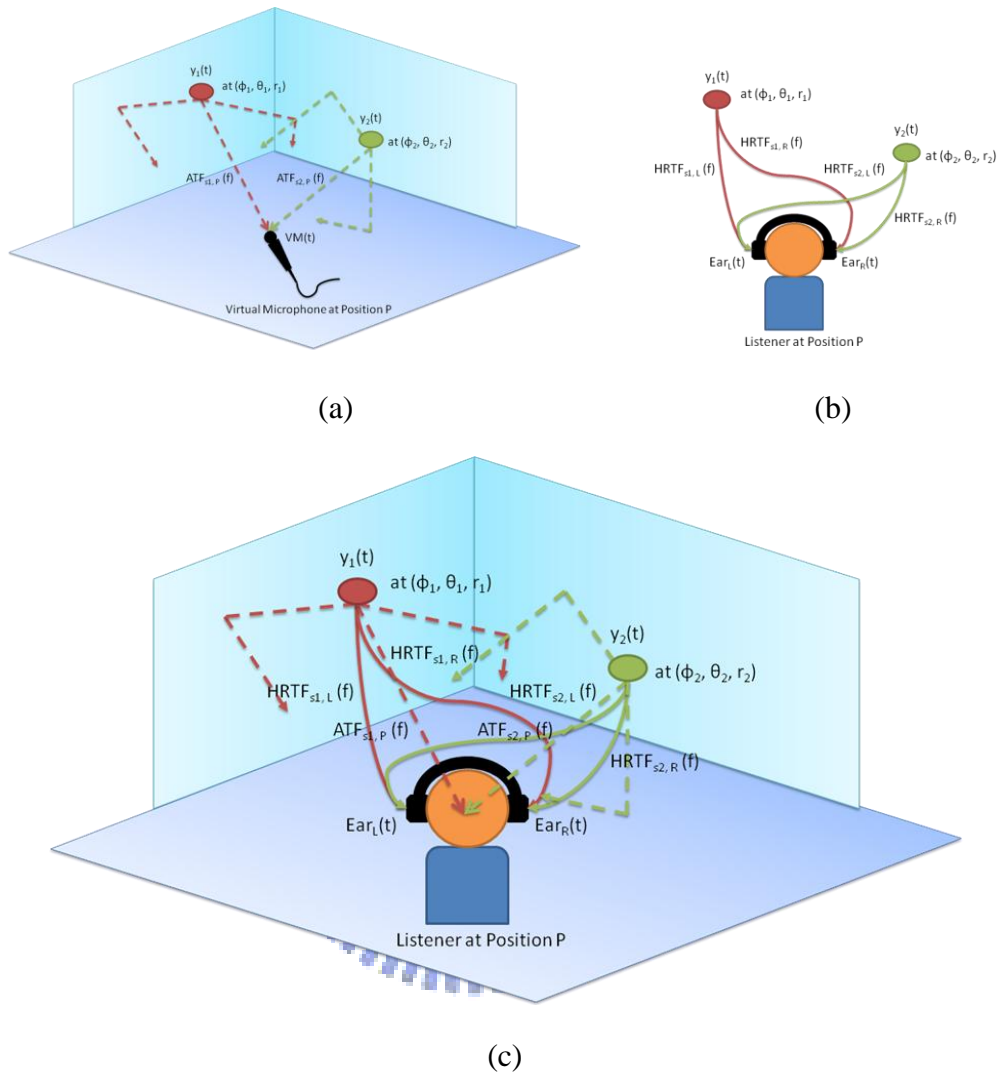 y₁(t)
at (ϕ₁, θ₁, r₁)
y₂(t)
at (ϕ₂, θ₂, r₂)
ATFₛ₁,ₚ(f)
ATFₛ₂,ₚ(f)
VM(t)
Virtual Microphone at Position P
(a)
y₁(t)
at (ϕ₁, θ₁, r₁)
y₂(t)
at (ϕ₂, θ₂, r₂)
HRTF_s1,R (f)
HRTF_s1,L (f)
HRTF_s2,L (f)
HRTF_s2,R (f)
Ear_L(t)
Ear_R(t)
Listener at Position P
(b)
y₁(t)
at (ϕ₁, θ₁, r₁)
y₂(t)
at (ϕ₂, θ₂, r₂)
HRTF_s1,R (f)
HRTF_s1,L (f)
HRTF_s2,L (f)
ATF_s1,P (f)
ATF_s2,P (f)
HRTF_s2,R (f)
Ear_L(t)
Ear_R(t)
Listener at Position P
(c)